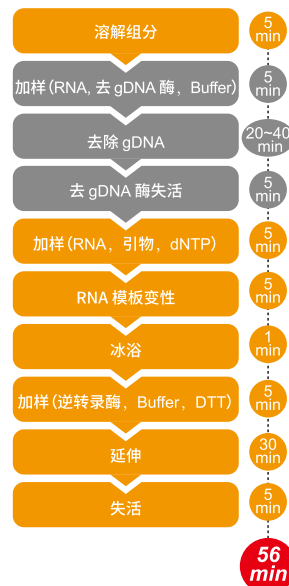 溶解组分
5
min
加样(RNA, 去 gDNA 酶, Buffer)
5
min
去除 gDNA
20~40
min
去 gDNA 酶失活
5
min
加样(RNA, 引物, dNTP)
5
min
RNA 模板变性
5
min
冰浴
1
min
加样(逆转录酶, Buffer, DTT)
5
min
延伸
30
min
失活
5
min
56
min